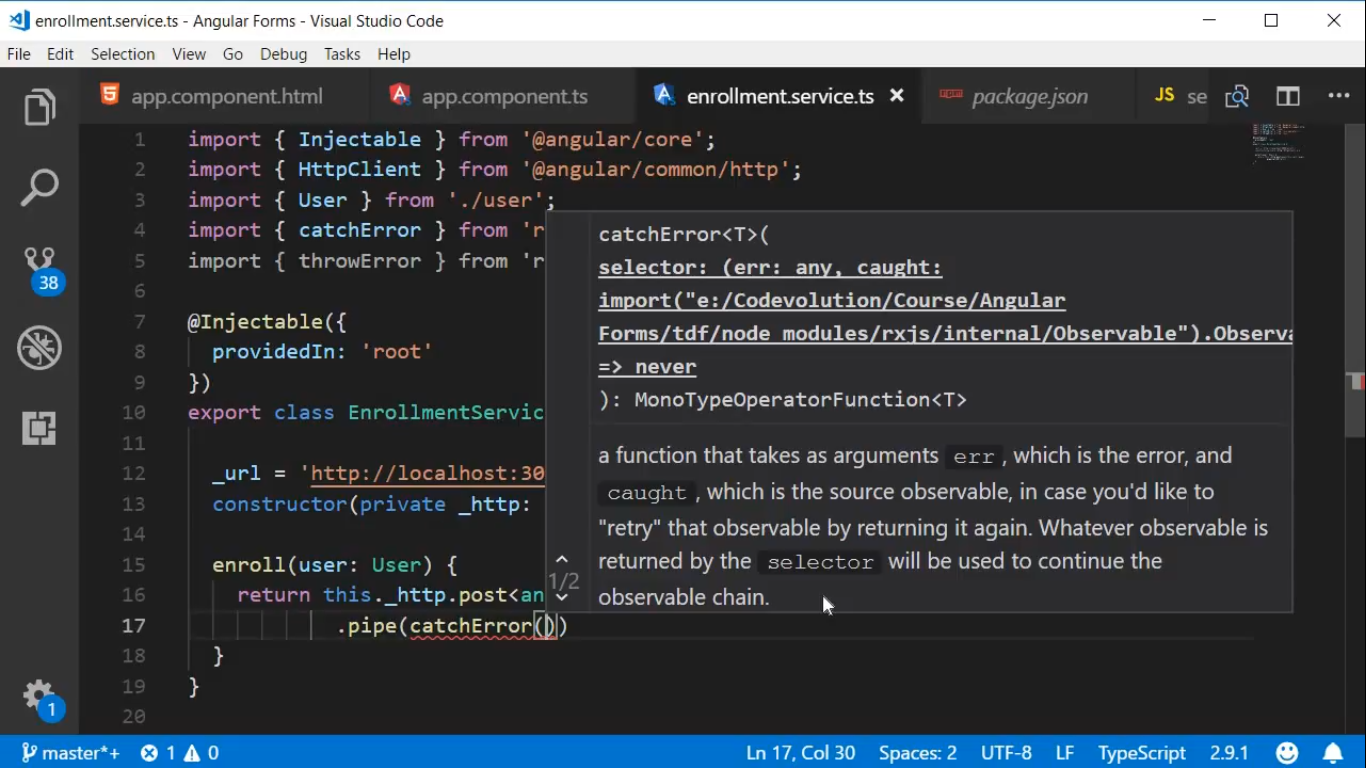 enrollment.service.ts - Angular Forms - Visual Studio Code
File Edit Selection View Go Debug Tasks Help
app.component.html app.component.ts enrollment.service.ts package.json JS se
1 import { Injectable } from '@angular/core';
2 import { HttpClient } from '@angular/common/http';
3 import { User } from './user';
4 import { catchError } from 'r
5 import { throwError } from 'r
6
7 @Injectable({
8 providedIn: 'root'
9 })
10 export class EnrollmentServic
11
12 _url = 'http://localhost:30
13 constructor(private _http:
14
15 enroll(user: User) {
16 return this._http.post<an
17 .pipe(catchError())
18 }
19 }
20
catchError<T>(
selector: (err: any, caught:
import("e:/Codevolution/Course/Angular
Forms/tdf/node_modules/rxjs/internal/Observable").Observa
=> never
): MonoTypeOperatorFunction<T>
a function that takes as arguments err , which is the error, and
caught , which is the source observable, in case you'd like to
"retry" that observable by returning it again. Whatever observable is
returned by the selector will be used to continue the
observable chain.
1/2
38
1
master*+ 1 0 Ln 17, Col 30 Spaces: 2 UTF-8 LF TypeScript 2.9.1